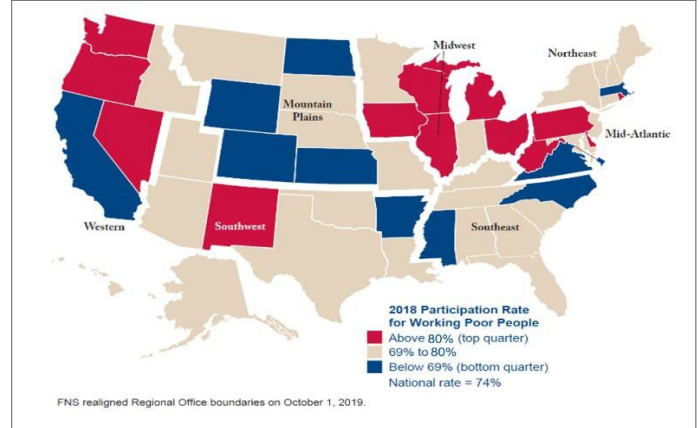 Midwest
Northeast
Mountain
Plains
Mid-Atlantic
Western
Southwest
Southeast
2018 Participation Rate
for Working Poor People
Above 80% (top quarter)
69% to 80%
Below 69% (bottom quarter)
National rate = 74%
FNS realigned Regional Office boundaries on October 1, 2019.